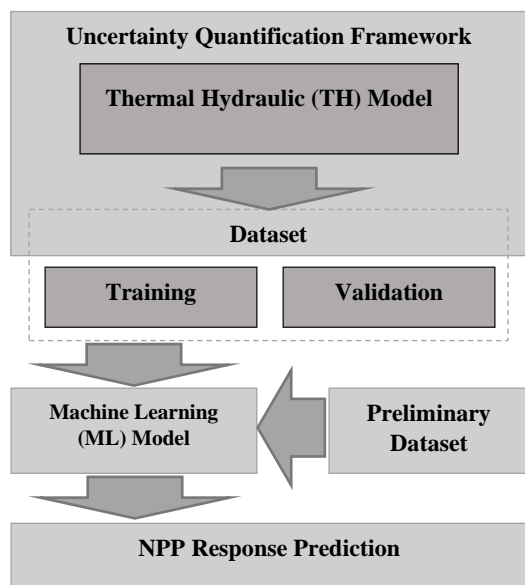 Uncertainty Quantification Framework
Thermal Hydraulic (TH) Model
Dataset
Training
Validation
Machine Learning
(ML) Model
Preliminary
Dataset
NPP Response Prediction